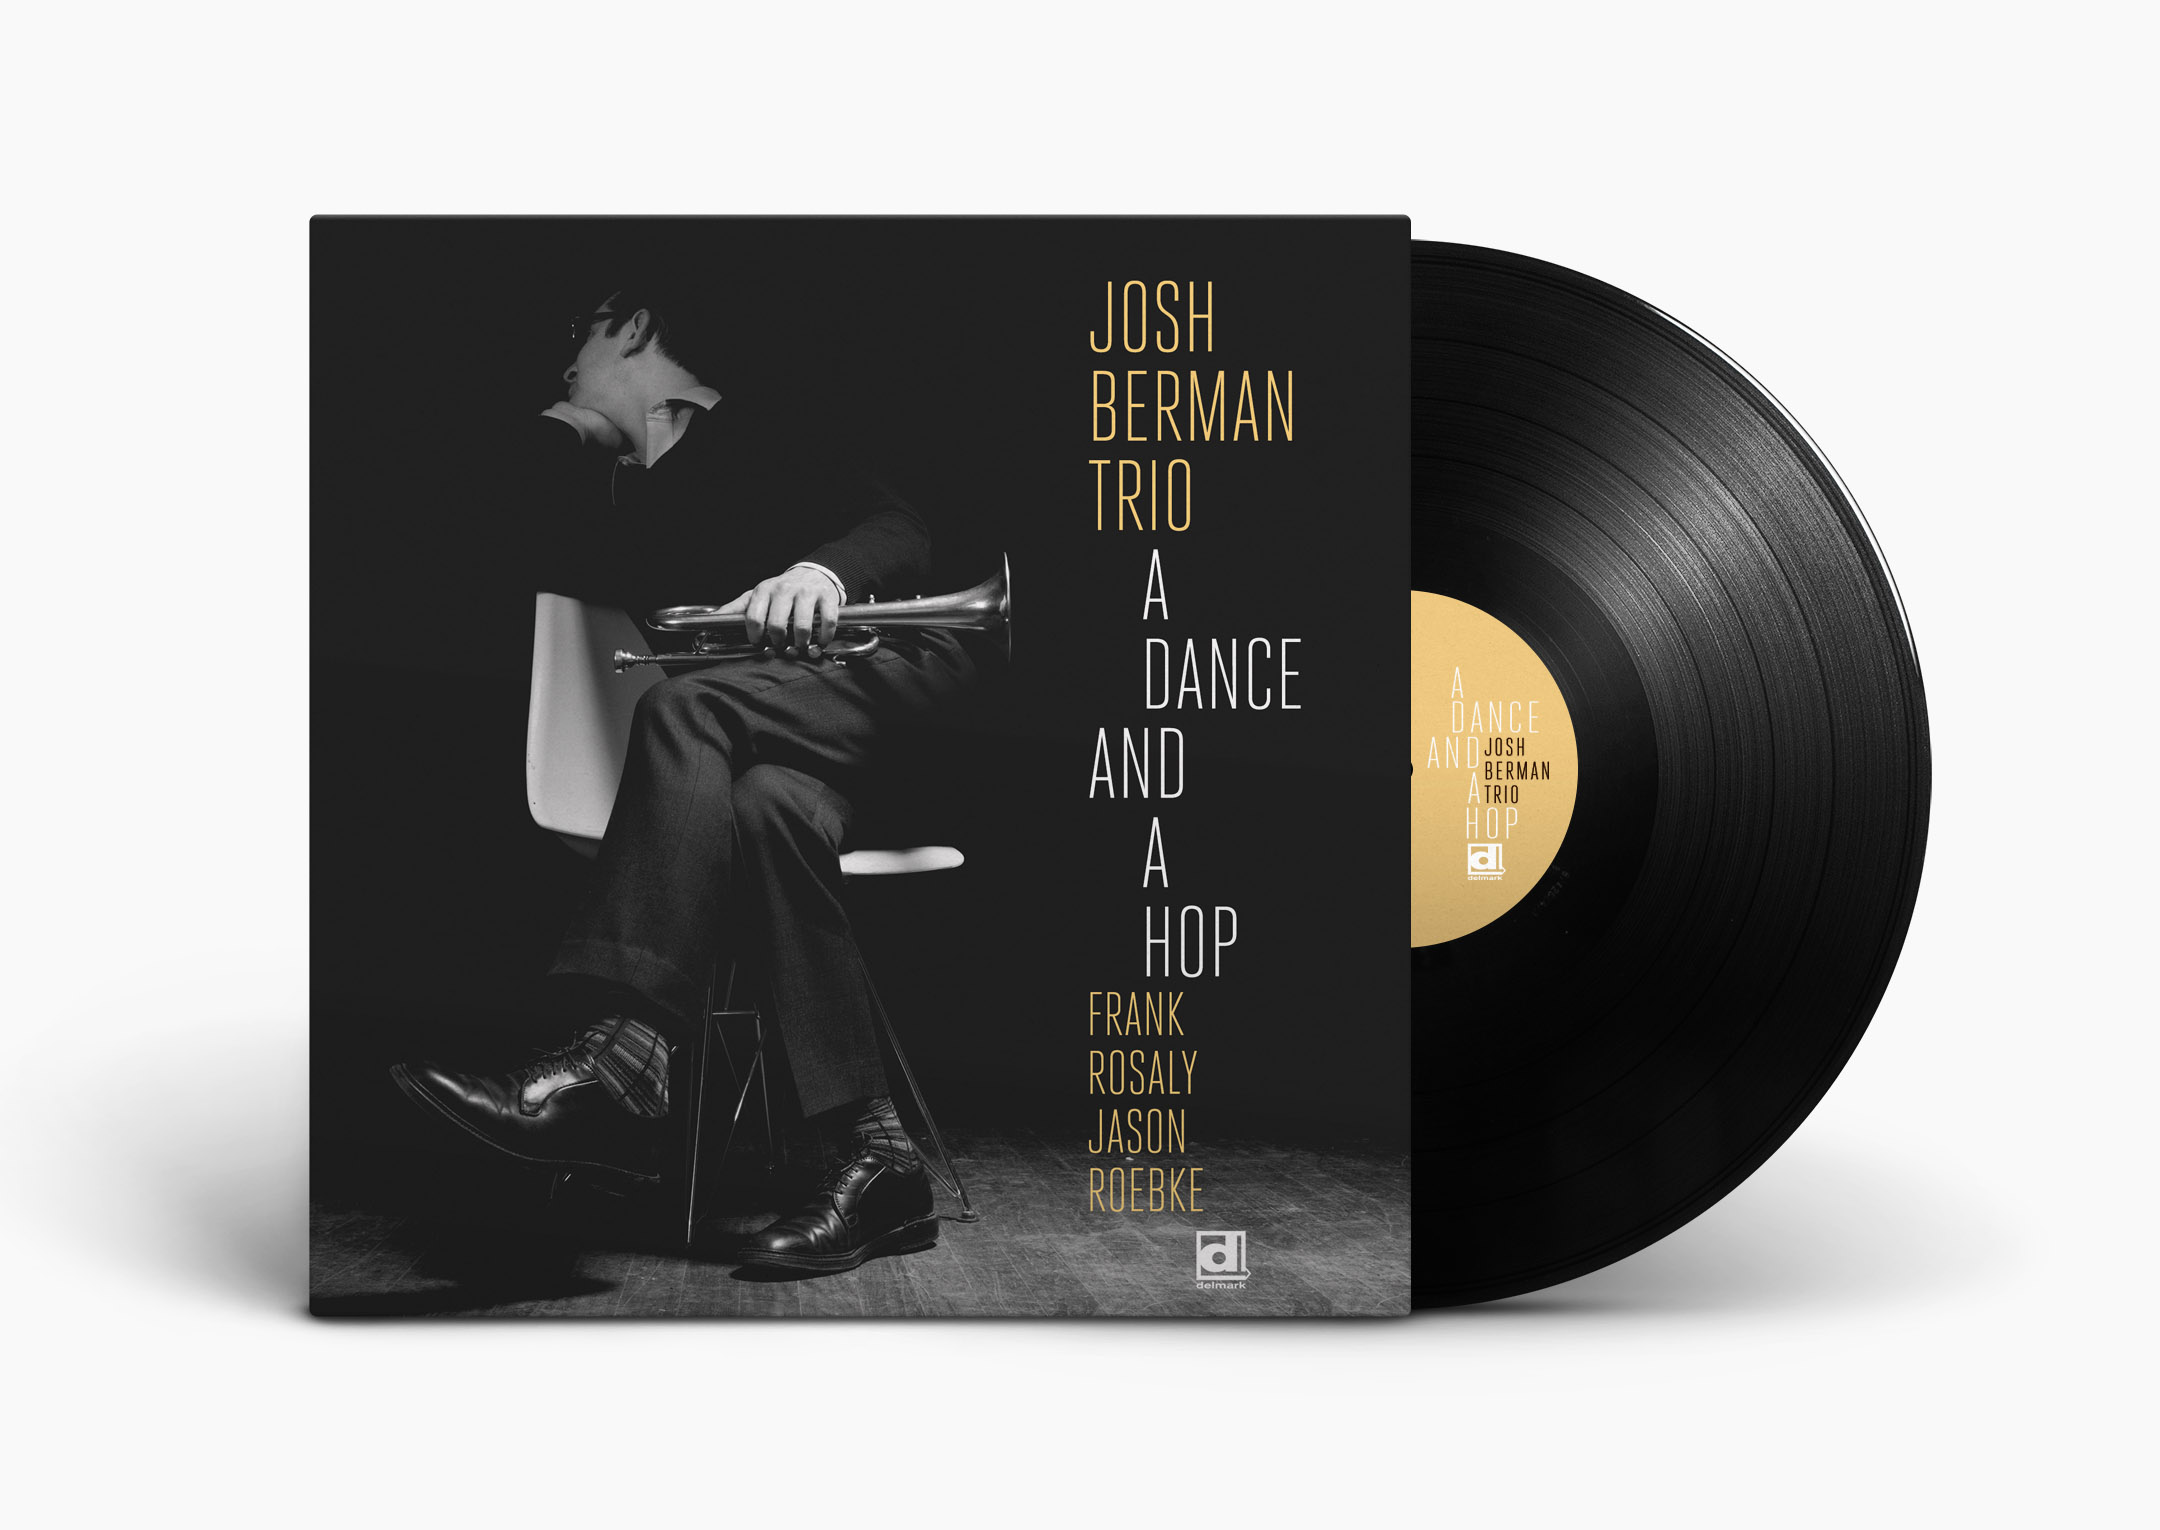 JOSH
BERMAN
TRIO
A
DANCE
AND
A
HOP
FRANK
ROSALY
JASON
ROEBKE
d
delmark
A
DANCE
AND
A
HOP
JOSH
BERMAN
TRIO
d
delmark